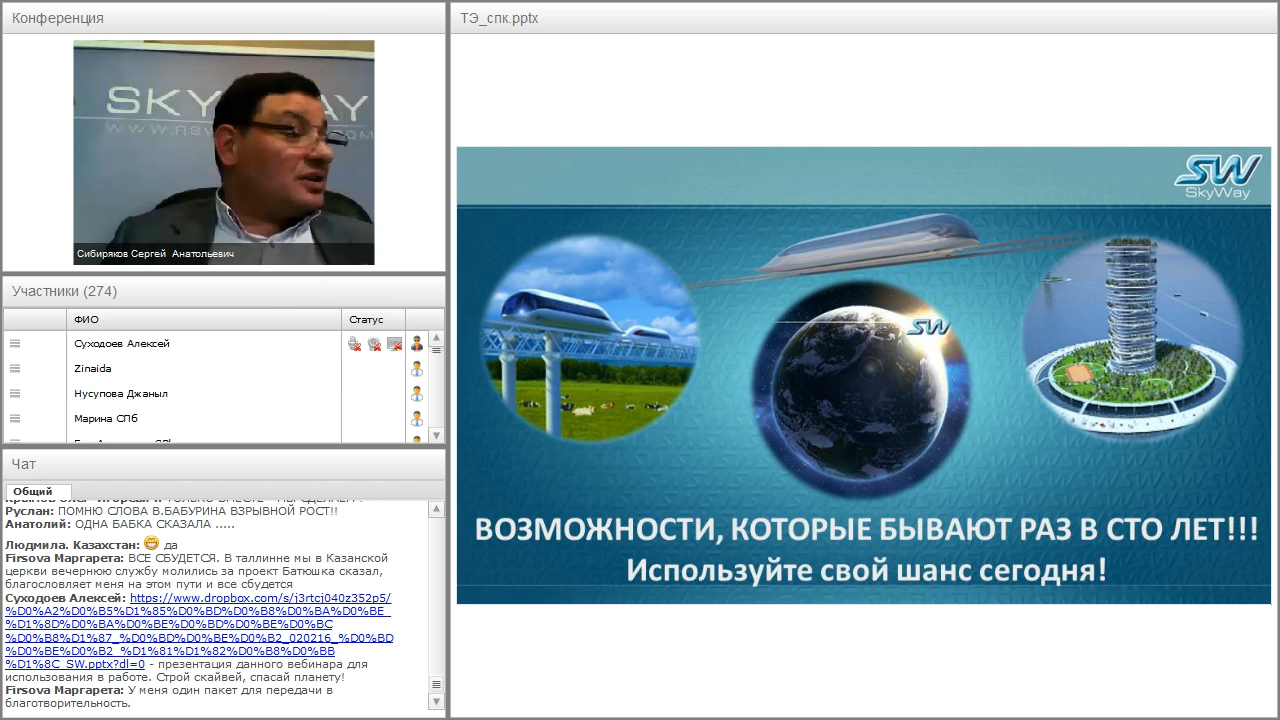 Конференция
SKYWAY
Сибиряков Сергей Анатольевич
Участники (274)
ФИО Статус
Суходоев Алексей
Zinaida
Нусупова Джаныл
Марина СПб
Чат
Общий
Руслан: ПОМНЮ СЛОВА В.БАБУРИНА ВЗРЫВНОЙ РОСТ!!
Анатолий: ОДНА БАБКА СКАЗАЛА .....
Людмила. Казахстан: да
Firsova Маргарета: ВСЕ СБУДЕТСЯ. В таллинне мы в Казанской
церкви вечернюю службу молились за проект Батюшка сказал,
благословляет меня на этом пути и все сбудется
Суходоев Алексей: https://www.dropbox.com/s/j3rtcj040z352p5/
%D0%A2%D0%B5%D1%85%D0%BD%D0%B8%D0%BA%D0%BE_
%D1%8D%D0%BA%D0%BE%D0%BD%D0%BE%D0%BC
%D0%B8%D1%87_%D0%BD%D0%BE%D0%B2_020216_%D0%BD
%D0%BE%D0%B2_%D1%81%D1%82%D0%B8%D0%BB
%D1%8C_SW.pptx?dl=0 - презентация данного вебинара для
использования в работе. Строй скайвей, спасай планету!
Firsova Маргарета: У меня один пакет для передачи в
благотворительность.
ТЭ_спк.pptx
SW
SkyWay
SW
ВОЗМОЖНОСТИ, КОТОРЫЕ БЫВАЮТ РАЗ В СТО ЛЕТ!!!
Используйте свой шанс сегодня!